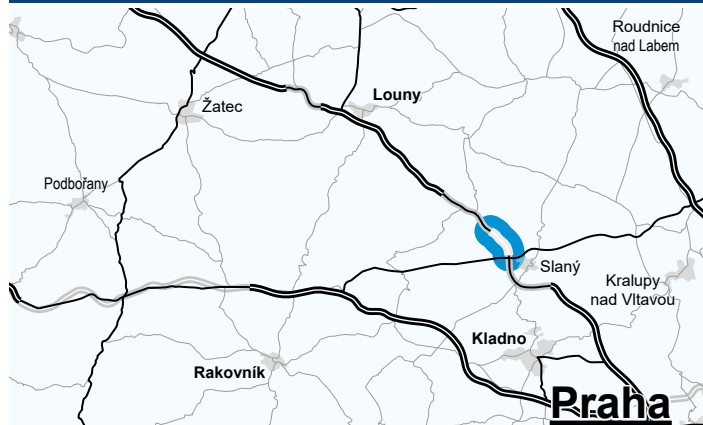 Roudnice
nad Labem
Louny
Žatec
Podbořany
Slaný
Kralupy
nad Vltavou
Kladno
Rakovník
Praha